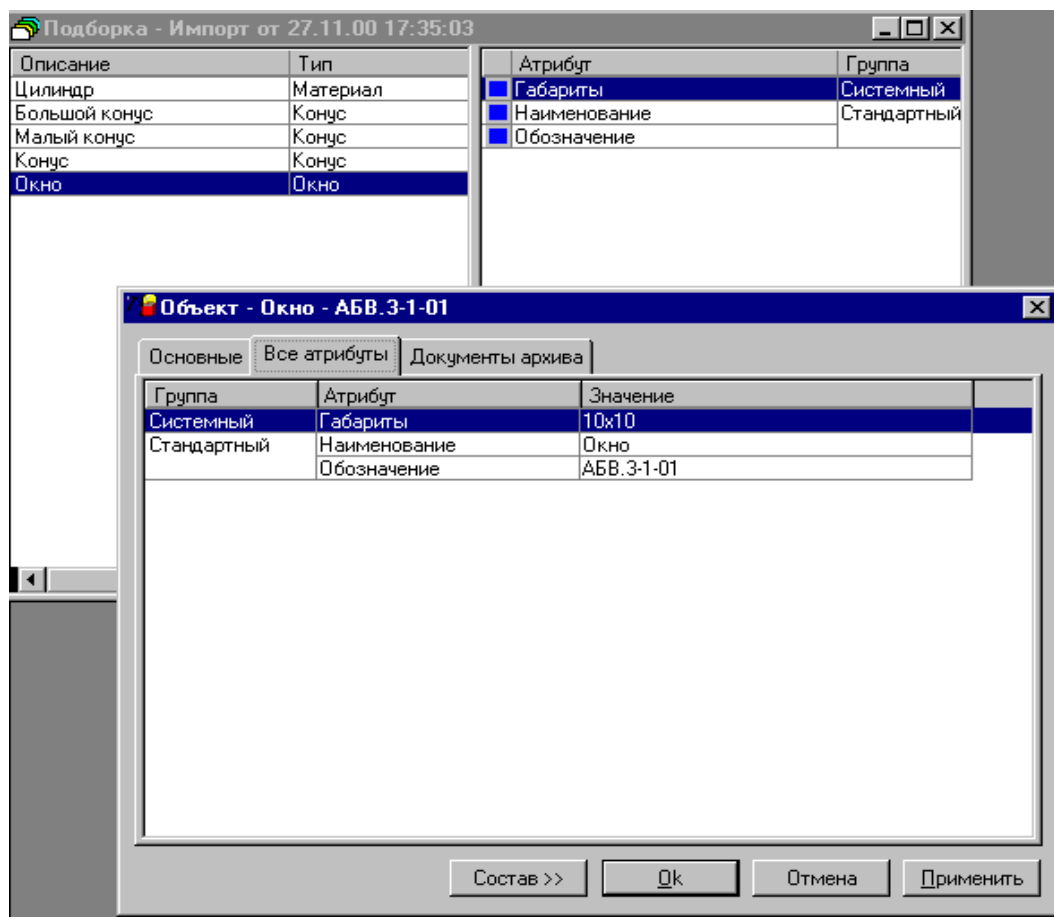 Подборка - Импорт от 27.11.00 17:35:03
Описание Тип Атрибут Группа
Цилиндр Материал Габариты Системный
Большой конус Конус Наименование Стандартный
Малый конус Конус Обозначение
Конус Конус
Окно Окно
Объект - Окно - АБВ.3-1-01
Основные Все атрибуты Документы архива
Группа Атрибут Значение
Системный Габариты 10x10
Стандартный Наименование Окно
Обозначение АБВ.3-1-01
Состав >> Ok Отмена Применить